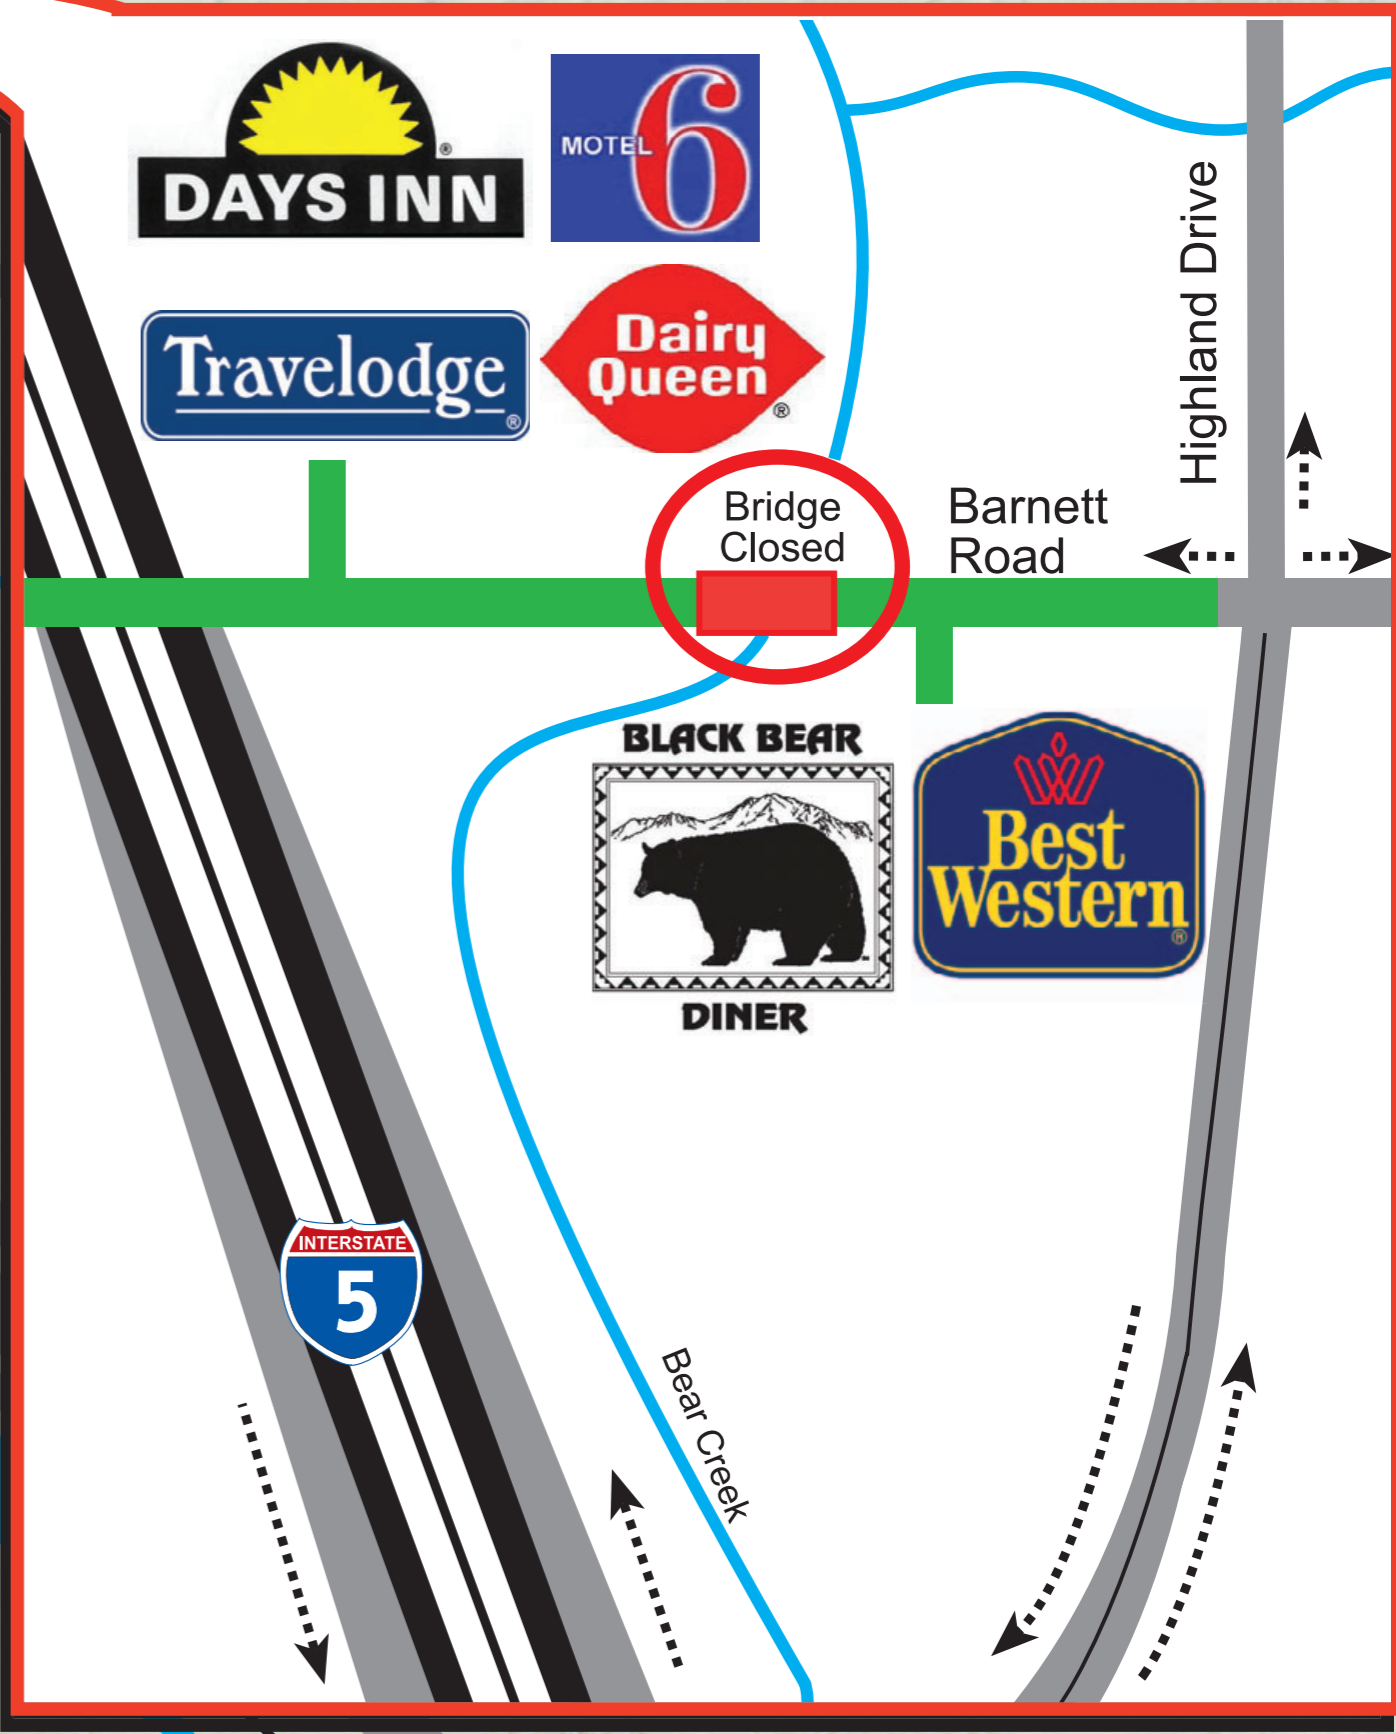 DAYS INN
®
MOTEL 6
Travelodge
®
Dairy
Queen
®
Highland Drive
Bridge
Closed
Barnett
Road
BLACK BEAR
DINER
Best
Western
®
INTERSTATE
5
Bear Creek